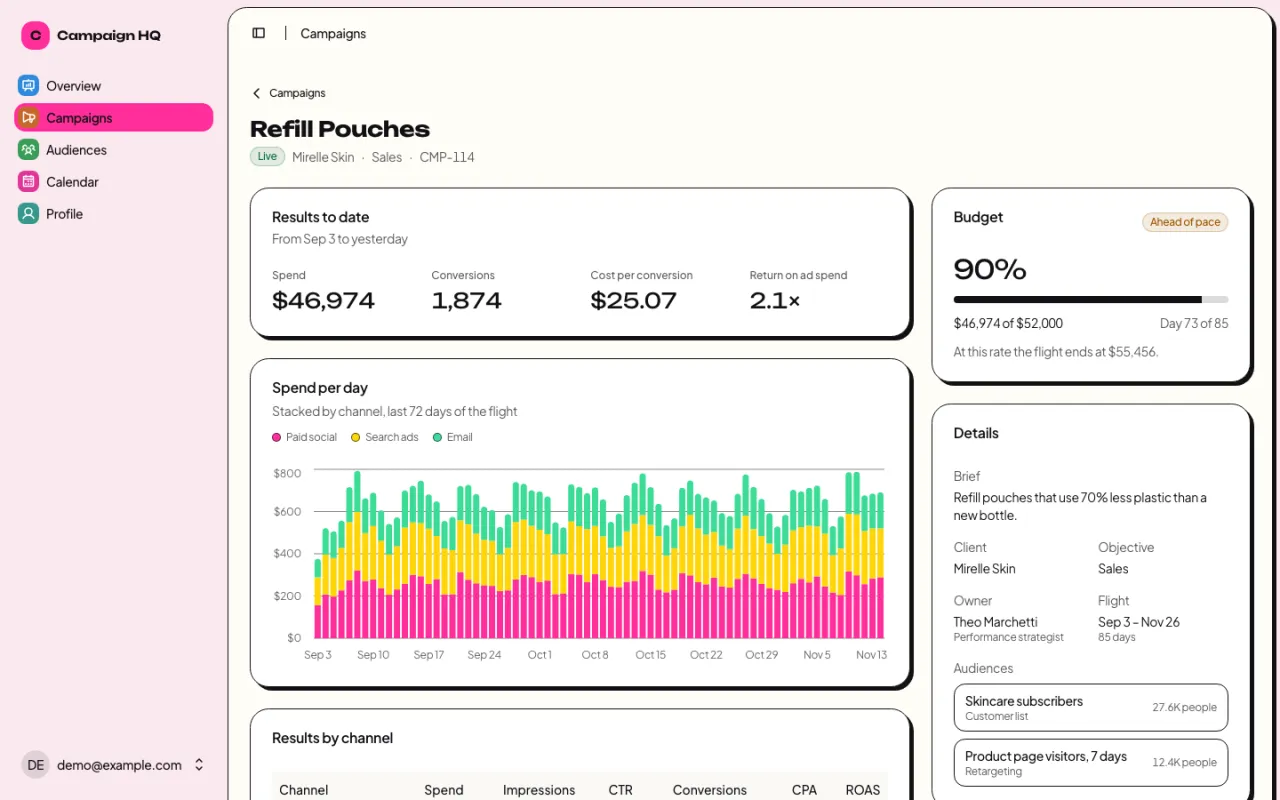 C Campaign HQ
Overview
Campaigns
Audiences
Calendar
Profile
DE demo@example.com
Campaigns
Campaigns
Refill Pouches
Live Mirelle Skin · Sales · CMP-114
Results to date
From Sep 3 to yesterday
Spend Conversions Cost per conversion Return on ad spend
$46,974 1,874 $25.07 2.1×
Spend per day
Stacked by channel, last 72 days of the flight
Paid social Search ads Email
$800
$600
$400
$200
$0
Sep 3 Sep 10 Sep 17 Sep 24 Oct 1 Oct 8 Oct 15 Oct 22 Oct 29 Nov 5 Nov 13
Results by channel
Channel Spend Impressions CTR Conversions CPA ROAS
Budget Ahead of pace
90%
$46,974 of $52,000 Day 73 of 85
At this rate the flight ends at $55,456.
Details
Brief
Refill pouches that use 70% less plastic than a
new bottle.
Client Objective
Mirelle Skin Sales
Owner Flight
Theo Marchetti Sep 3 – Nov 26
Performance strategist 85 days
Audiences
Skincare subscribers 27.6K people
Customer list
Product page visitors, 7 days 12.4K people
Retargeting